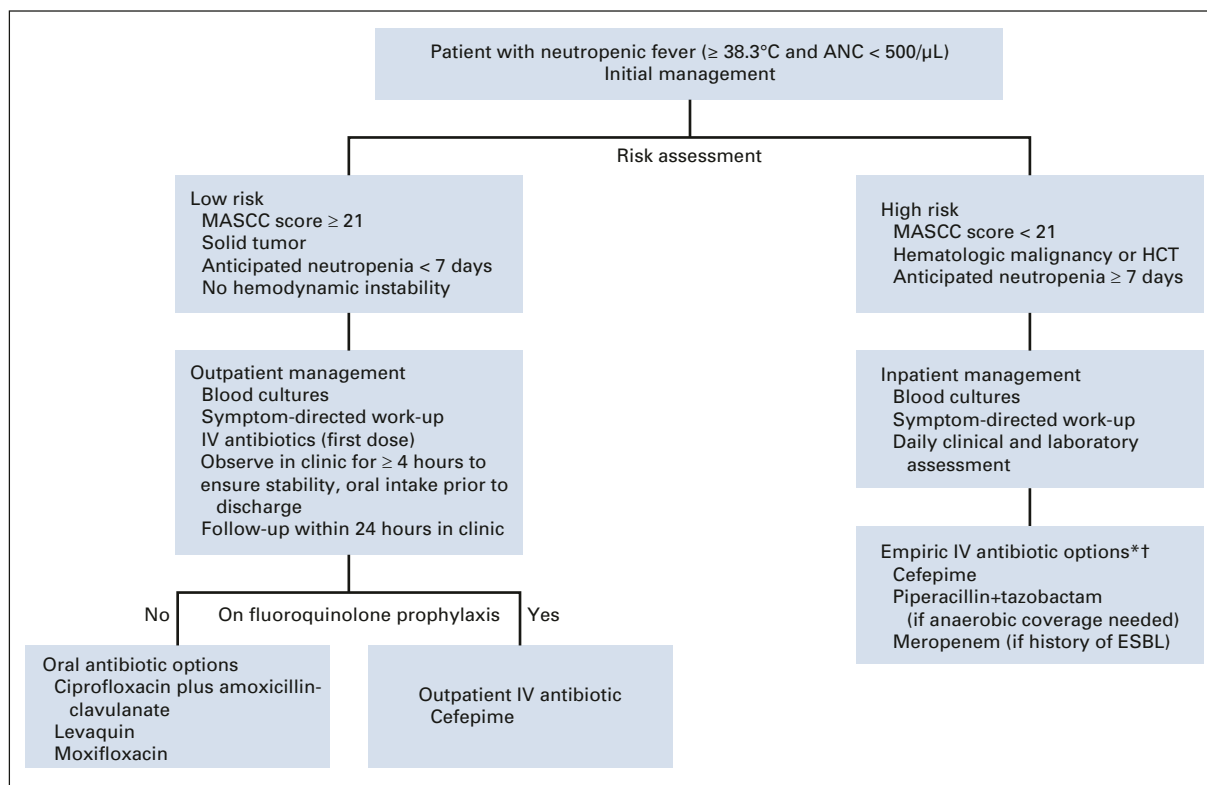 Patient with neutropenic fever (≥ 38.3°C and ANC < 500/µL)
Initial management
Risk assessment
Low risk
MASCC score ≥ 21
Solid tumor
Anticipated neutropenia < 7 days
No hemodynamic instability
High risk
MASCC score < 21
Hematologic malignancy or HCT
Anticipated neutropenia ≥ 7 days
Outpatient management
Blood cultures
Symptom-directed work-up
IV antibiotics (first dose)
Observe in clinic for ≥ 4 hours to
ensure stability, oral intake prior to
discharge
Follow-up within 24 hours in clinic
Inpatient management
Blood cultures
Symptom-directed work-up
Daily clinical and laboratory
assessment
Empiric IV antibiotic options*†
Cefepime
Piperacillin+tazobactam
(if anaerobic coverage needed)
Meropenem (if history of ESBL)
No On fluoroquinolone prophylaxis Yes
Oral antibiotic options
Ciprofloxacin plus amoxicillin-
clavulanate
Levaquin
Moxifloxacin
Outpatient IV antibiotic
Cefepime